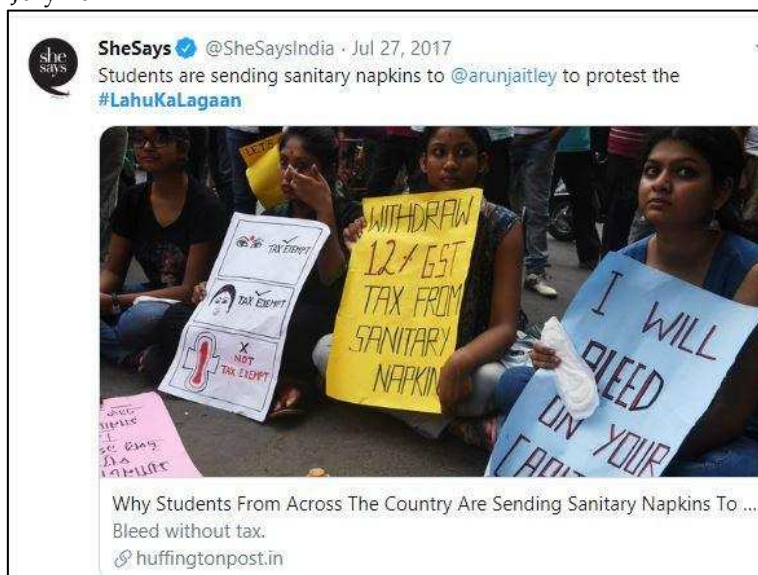 she
says
SheSays @SheSaysIndia · Jul 27, 2017
Students are sending sanitary napkins to @arunjaitley to protest the
#LahuKaLagaan
LET'S
TAX EXEMPT
TAX EXEMPT
X
NOT
TAX EXEMPT
WITHDRAW
12% GST
TAX FROM
SANITARY
NAPKIN
I WILL
BLEED
ON YOUR
Why Students From Across The Country Are Sending Sanitary Napkins To ...
Bleed without tax.
huffingtonpost.in